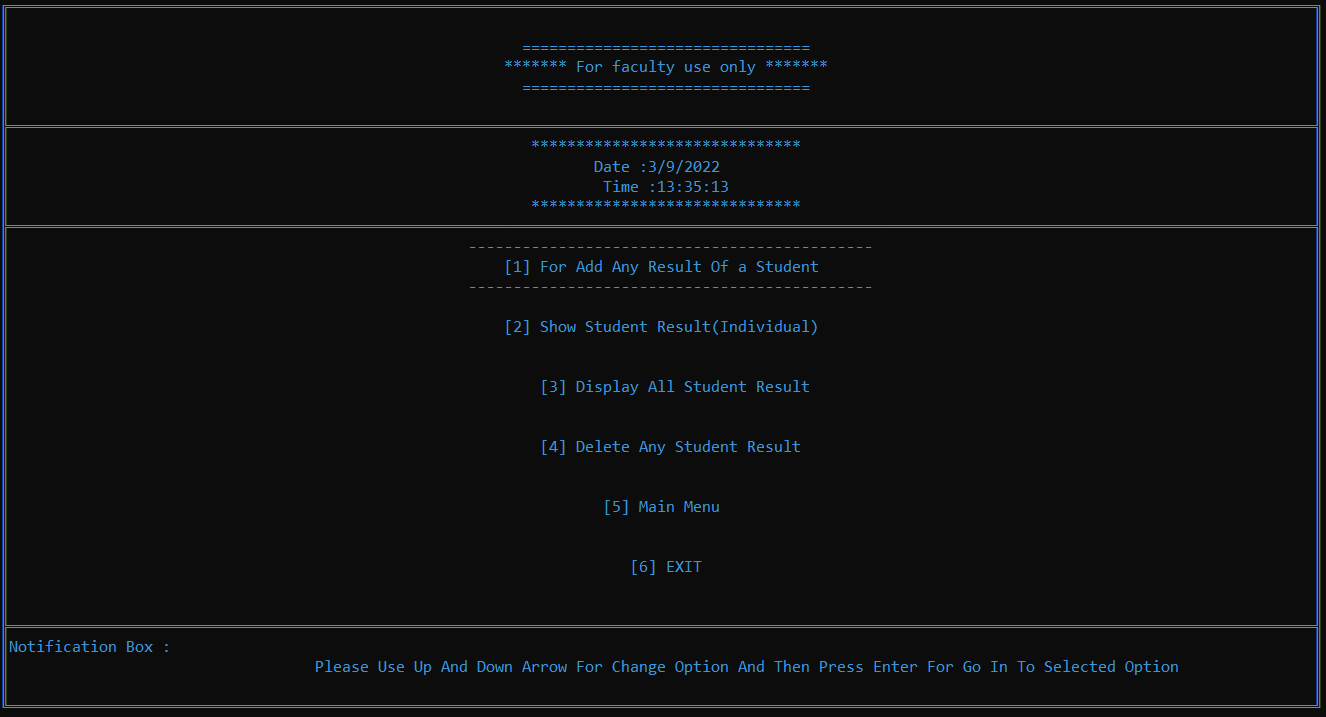 ================================
******* For faculty use only *******
================================
******************************
Date :3/9/2022
Time :13:35:13
******************************
---------------------------------------------
[1] For Add Any Result Of a Student
---------------------------------------------
[2] Show Student Result(Individual)
[3] Display All Student Result
[4] Delete Any Student Result
[5] Main Menu
[6] EXIT
Notification Box :
Please Use Up And Down Arrow For Change Option And Then Press Enter For Go In To Selected Option